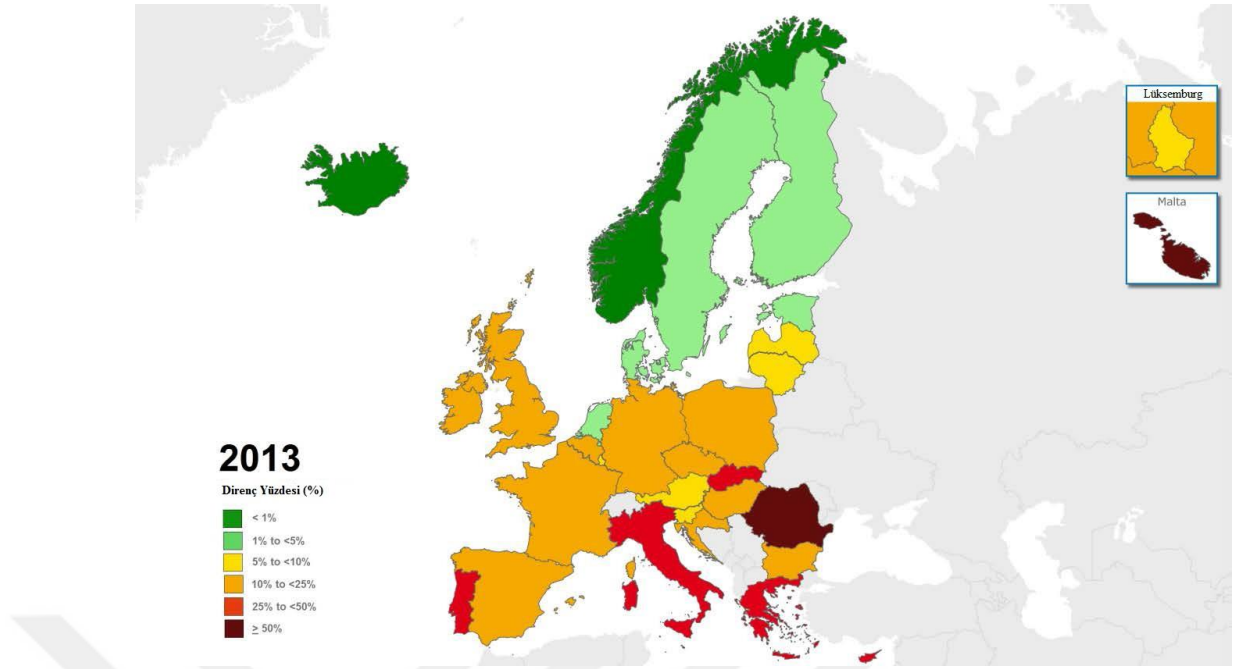 Lüksemburg
Malta
2013
Direnç Yüzdesi (%)
< 1%
1% to <5%
5% to <10%
10% to <25%
25% to <50%
≥ 50%